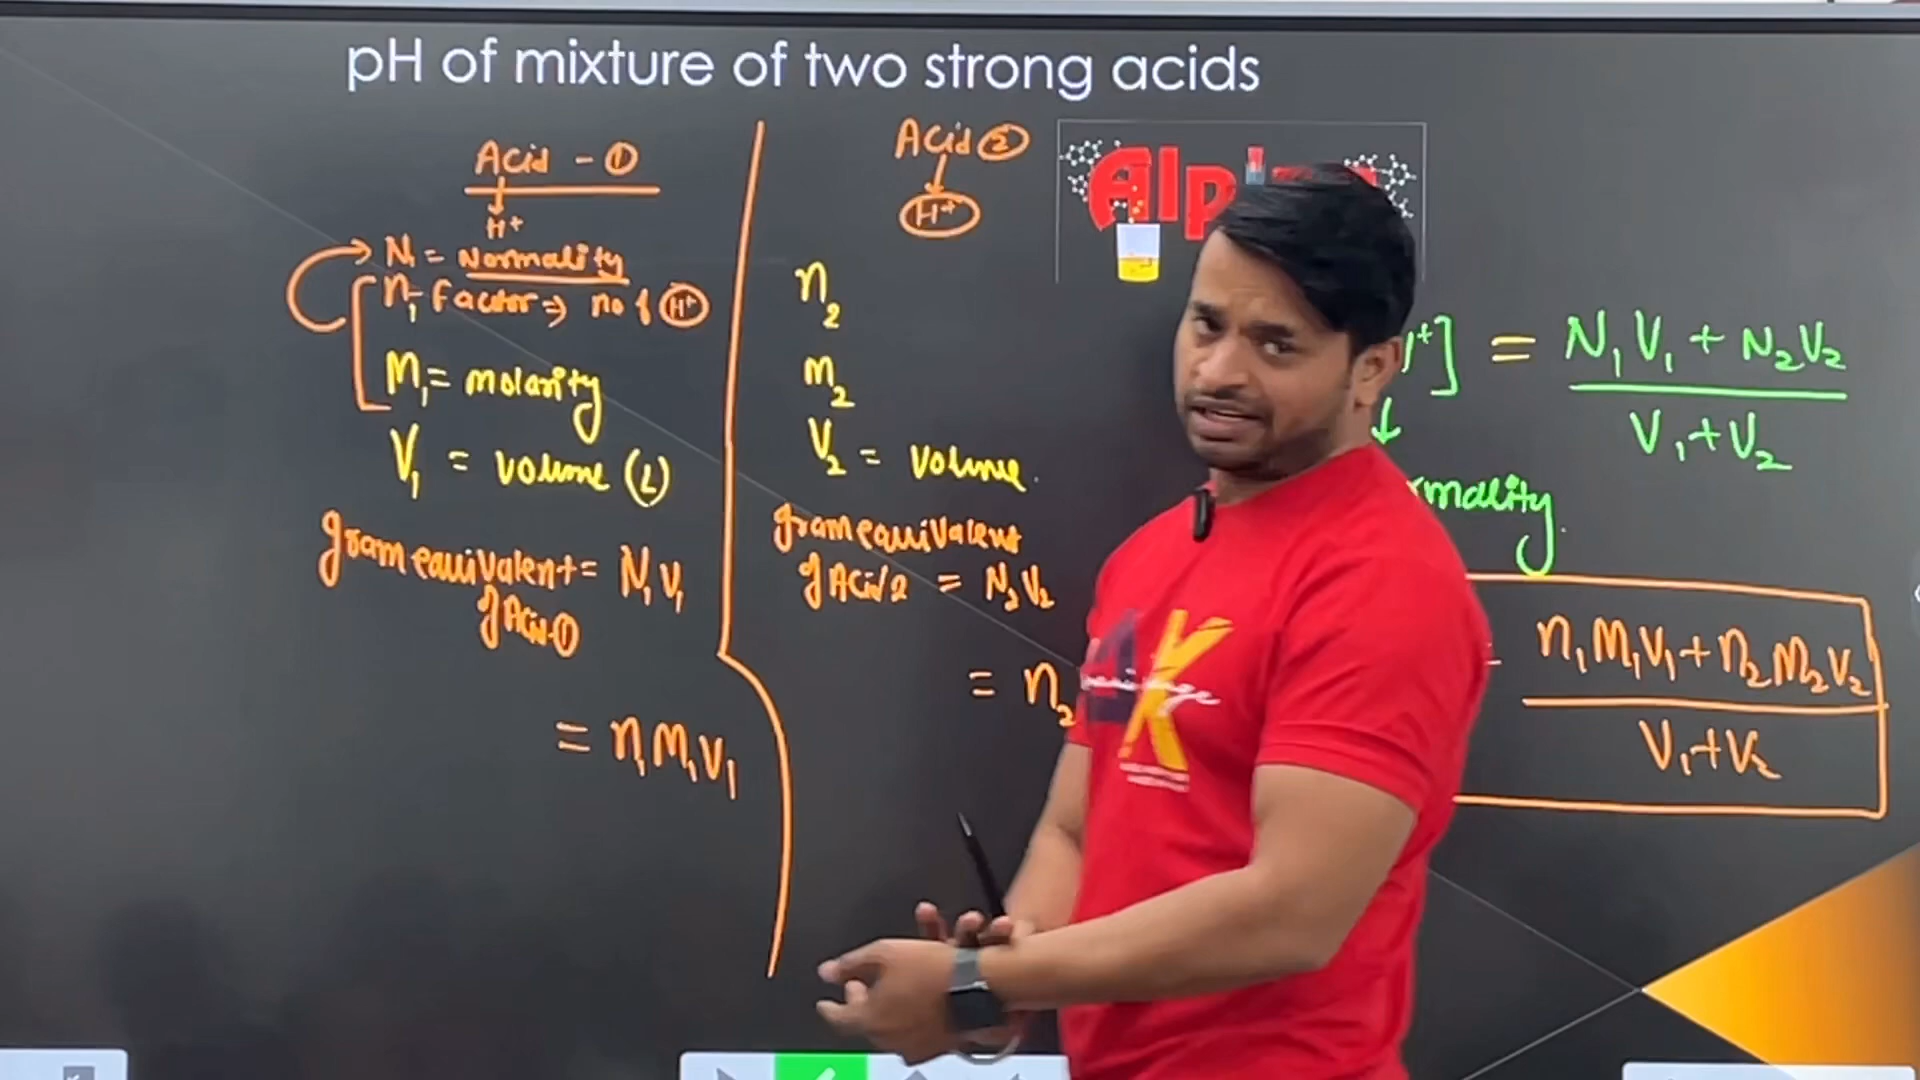 pH of mixture of two strong acids
Acid - ①
H+
N₁ = Normality
n₁ - Factor ⇒ no of H+
M₁ = molarity
V₁ = volume (L)
gram equivalent = N₁V₁
of Acid-①
= n₁M₁V₁
Acid ②
H+
n₂
M₂
V₂ = volume.
gram equivalent
of Acid 2 = N₂V₂
= n₂
Alp
+] = N₁V₁ + N₂V₂
V₁+V₂
mality.
= n₁M₁V₁+n₂M₂V₂
V₁+V₂
AK